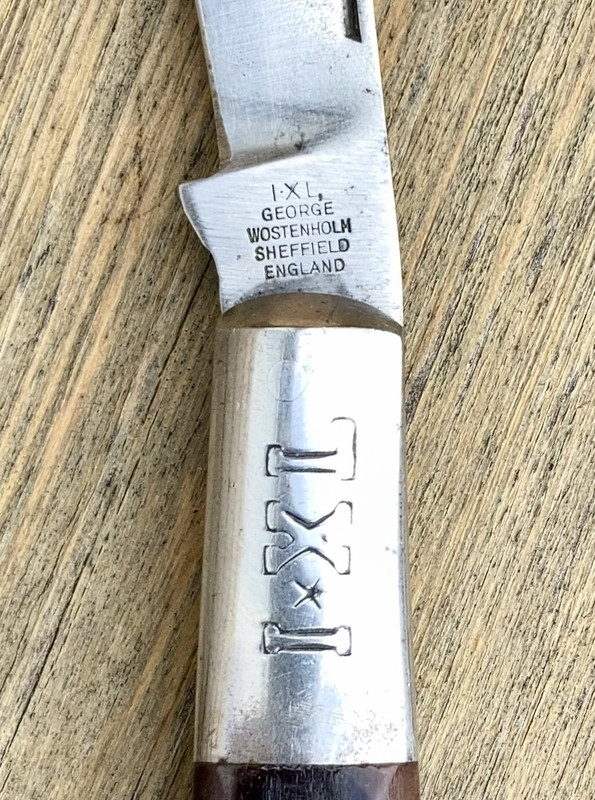 I·XL,
GEORGE
WOSTENHOLM
SHEFFIELD
ENGLAND
I*XL